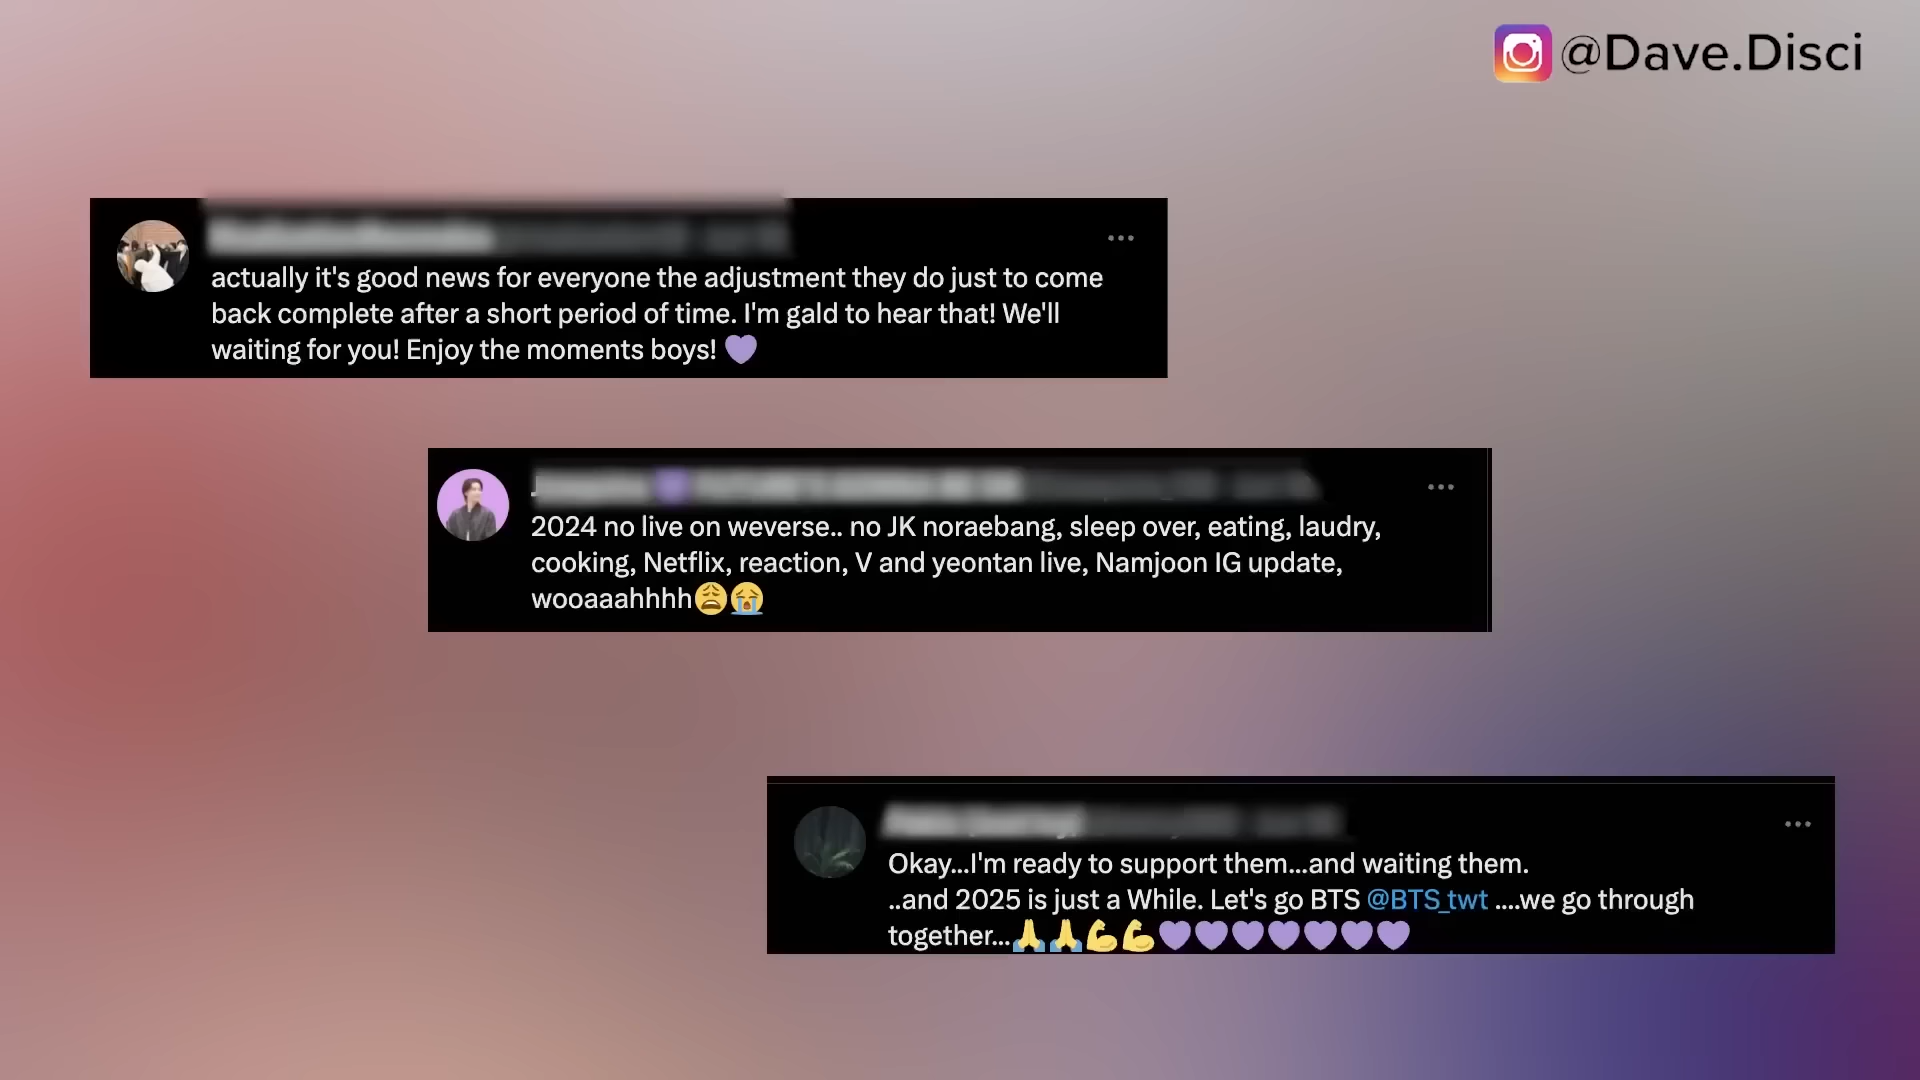 @Dave.Disci
actually it's good news for everyone the adjustment they do just to come
back complete after a short period of time. I'm gald to hear that! We'll
waiting for you! Enjoy the moments boys! 💜
2024 no live on weverse.. no JK noraebang, sleep over, eating, laudry,
cooking, Netflix, reaction, V and yeontan live, Namjoon IG update,
wooaaahhhh😩😭
Okay...I'm ready to support them...and waiting them.
..and 2025 is just a While. Let's go BTS @BTS_twt ....we go through
together...🙏🙏💪💪💜💜💜💜💜💜💜